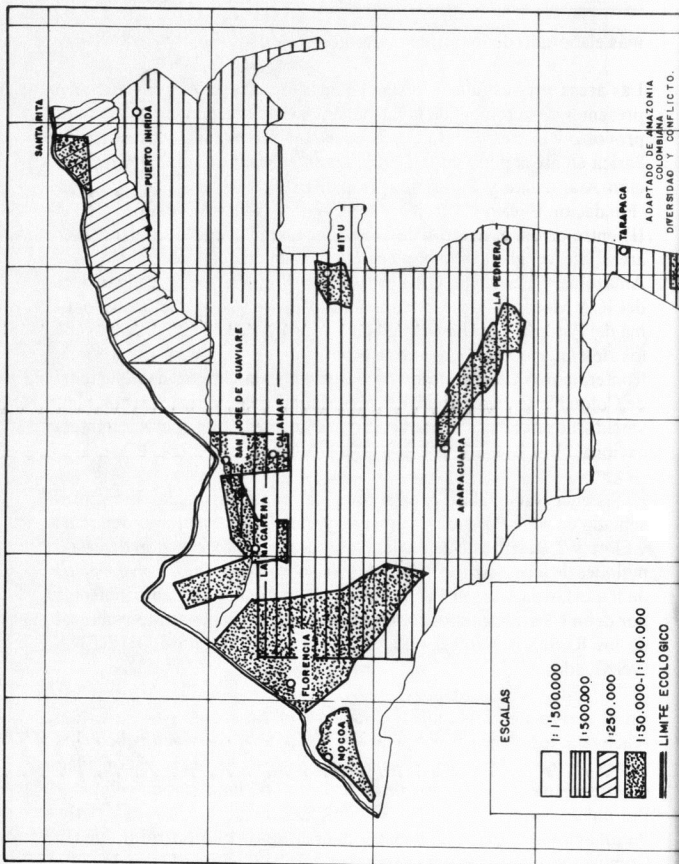 SANTA RITA
PUERTO INIRIDA
MITU
SAN JOSE DE GUAVIARE
CALAMAR
LA MACARENA
FLORENCIA
MOCOA
ARARACUARA
LA PEDRERA
TARAPACA
ADAPTADO DE AMAZONIA
COLOMBIANA
DIVERSIDAD Y CONFLICTO.
ESCALAS
1:1'500.000
1:500.000
1:250.000
1:50.000-1:100.000
LIMITE ECOLOGICO